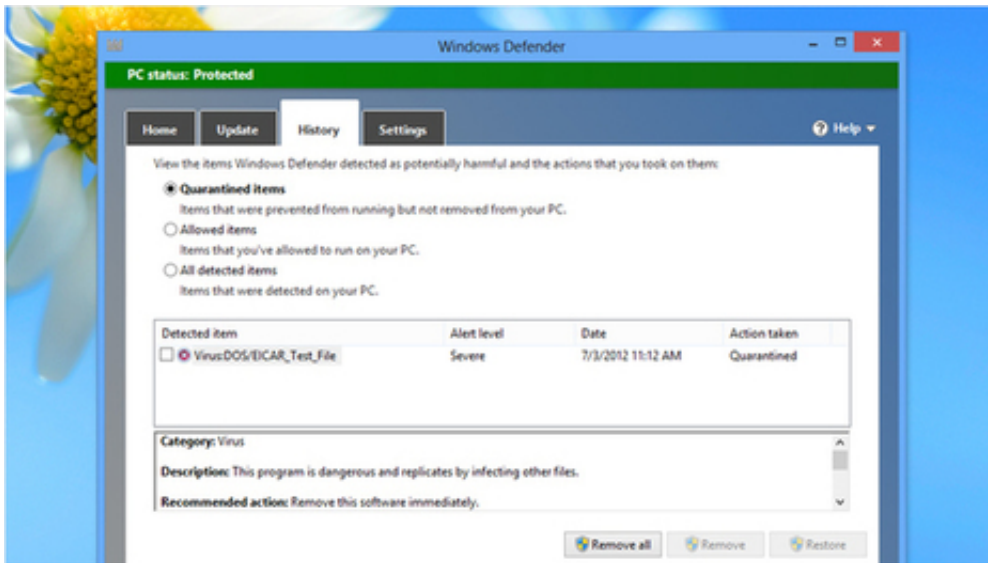 Windows Defender
PC status: Protected
Home Update History Settings Help
View the items Windows Defender detected as potentially harmful and the actions that you took on them:
Quarantined items
Items that were prevented from running but not removed from your PC.
Allowed items
Items that you've allowed to run on your PC.
All detected items
Items that were detected on your PC.
Detected item Alert level Date Action taken
Virus:DOS/EICAR_Test_File Severe 7/3/2012 11:12 AM Quarantined
Category: Virus
Description: This program is dangerous and replicates by infecting other files.
Recommended action: Remove this software immediately.
Remove all Remove Restore